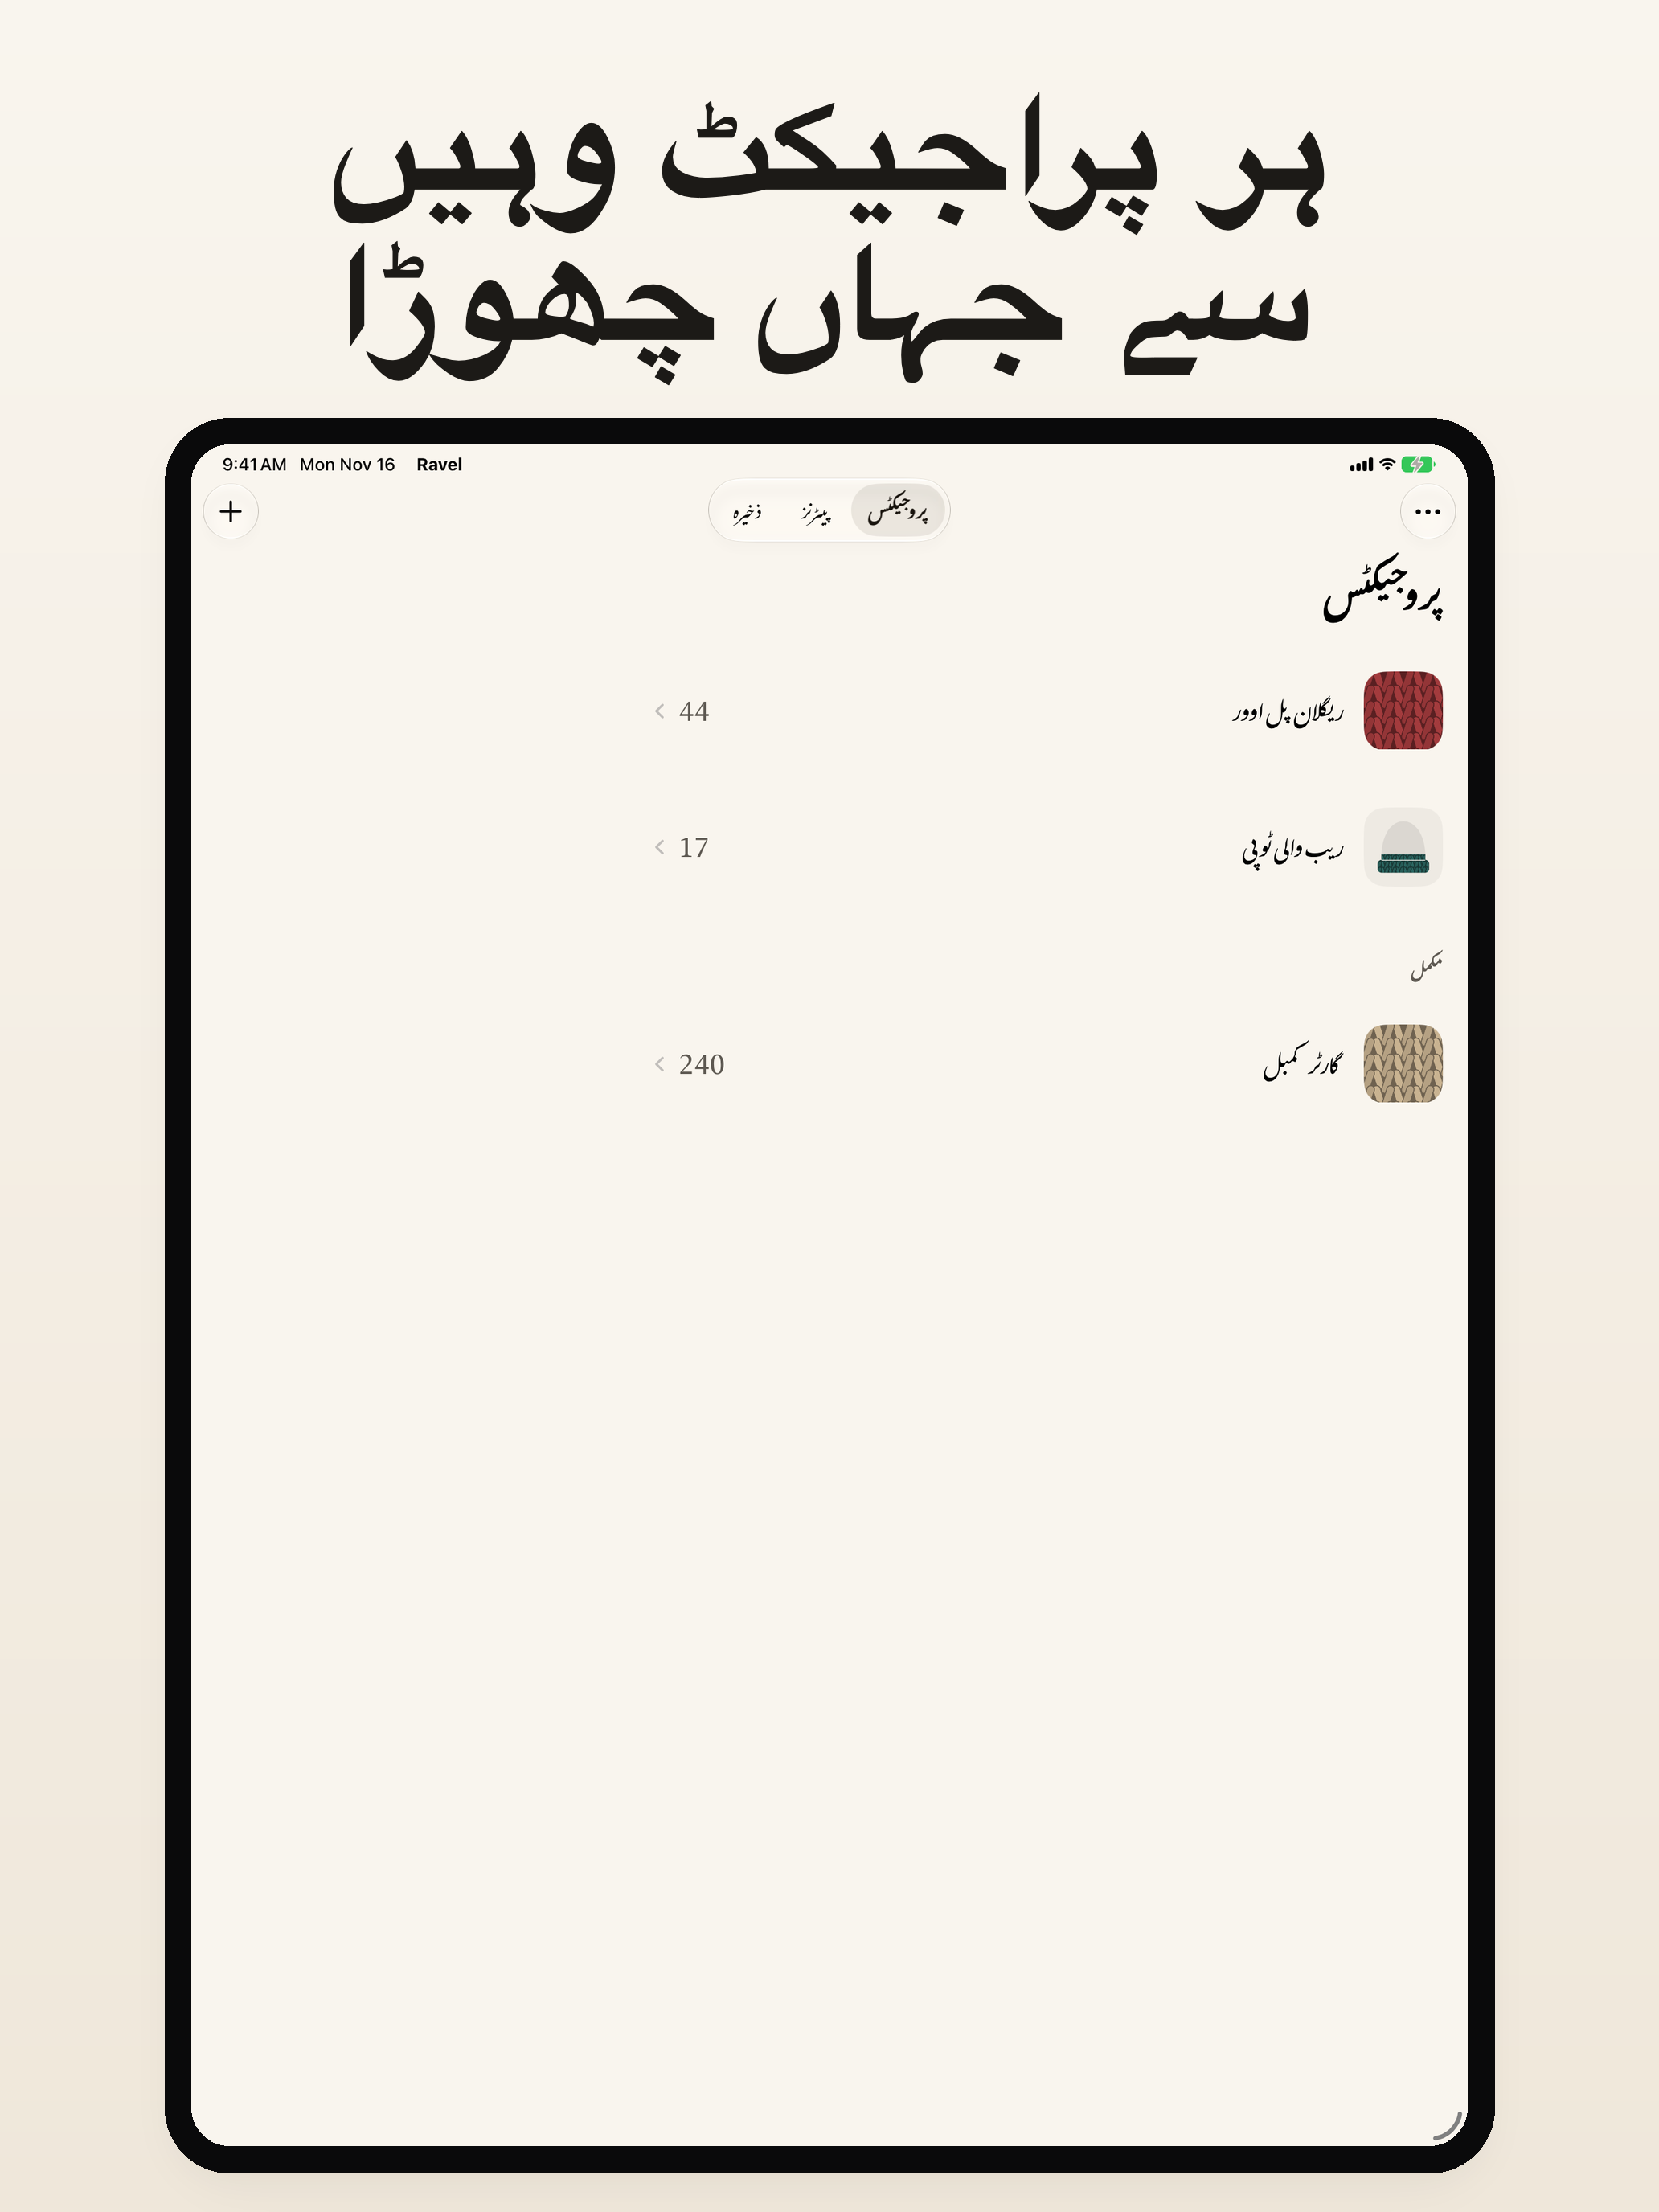 ہر پراجیکٹ وہیں
سے جہاں چھوڑا
9:41 AM Mon Nov 16 Ravel
پروجیکٹس پیٹرنز ذخیرہ
پروجیکٹس
ریگلان پل اوور 44
ریب والی ٹوپی 17
مکمل
گارٹر کمبل 240